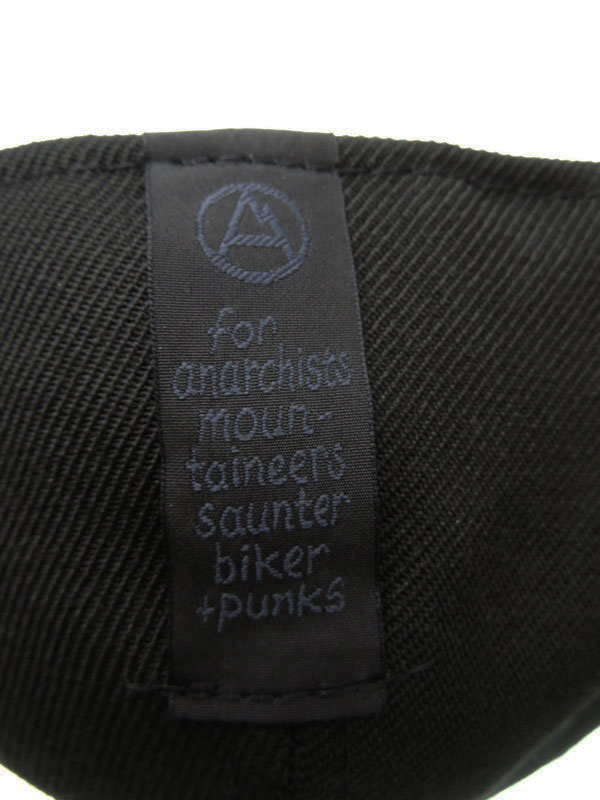 for
anarchists
moun-
taineers
saunter
biker
+punks